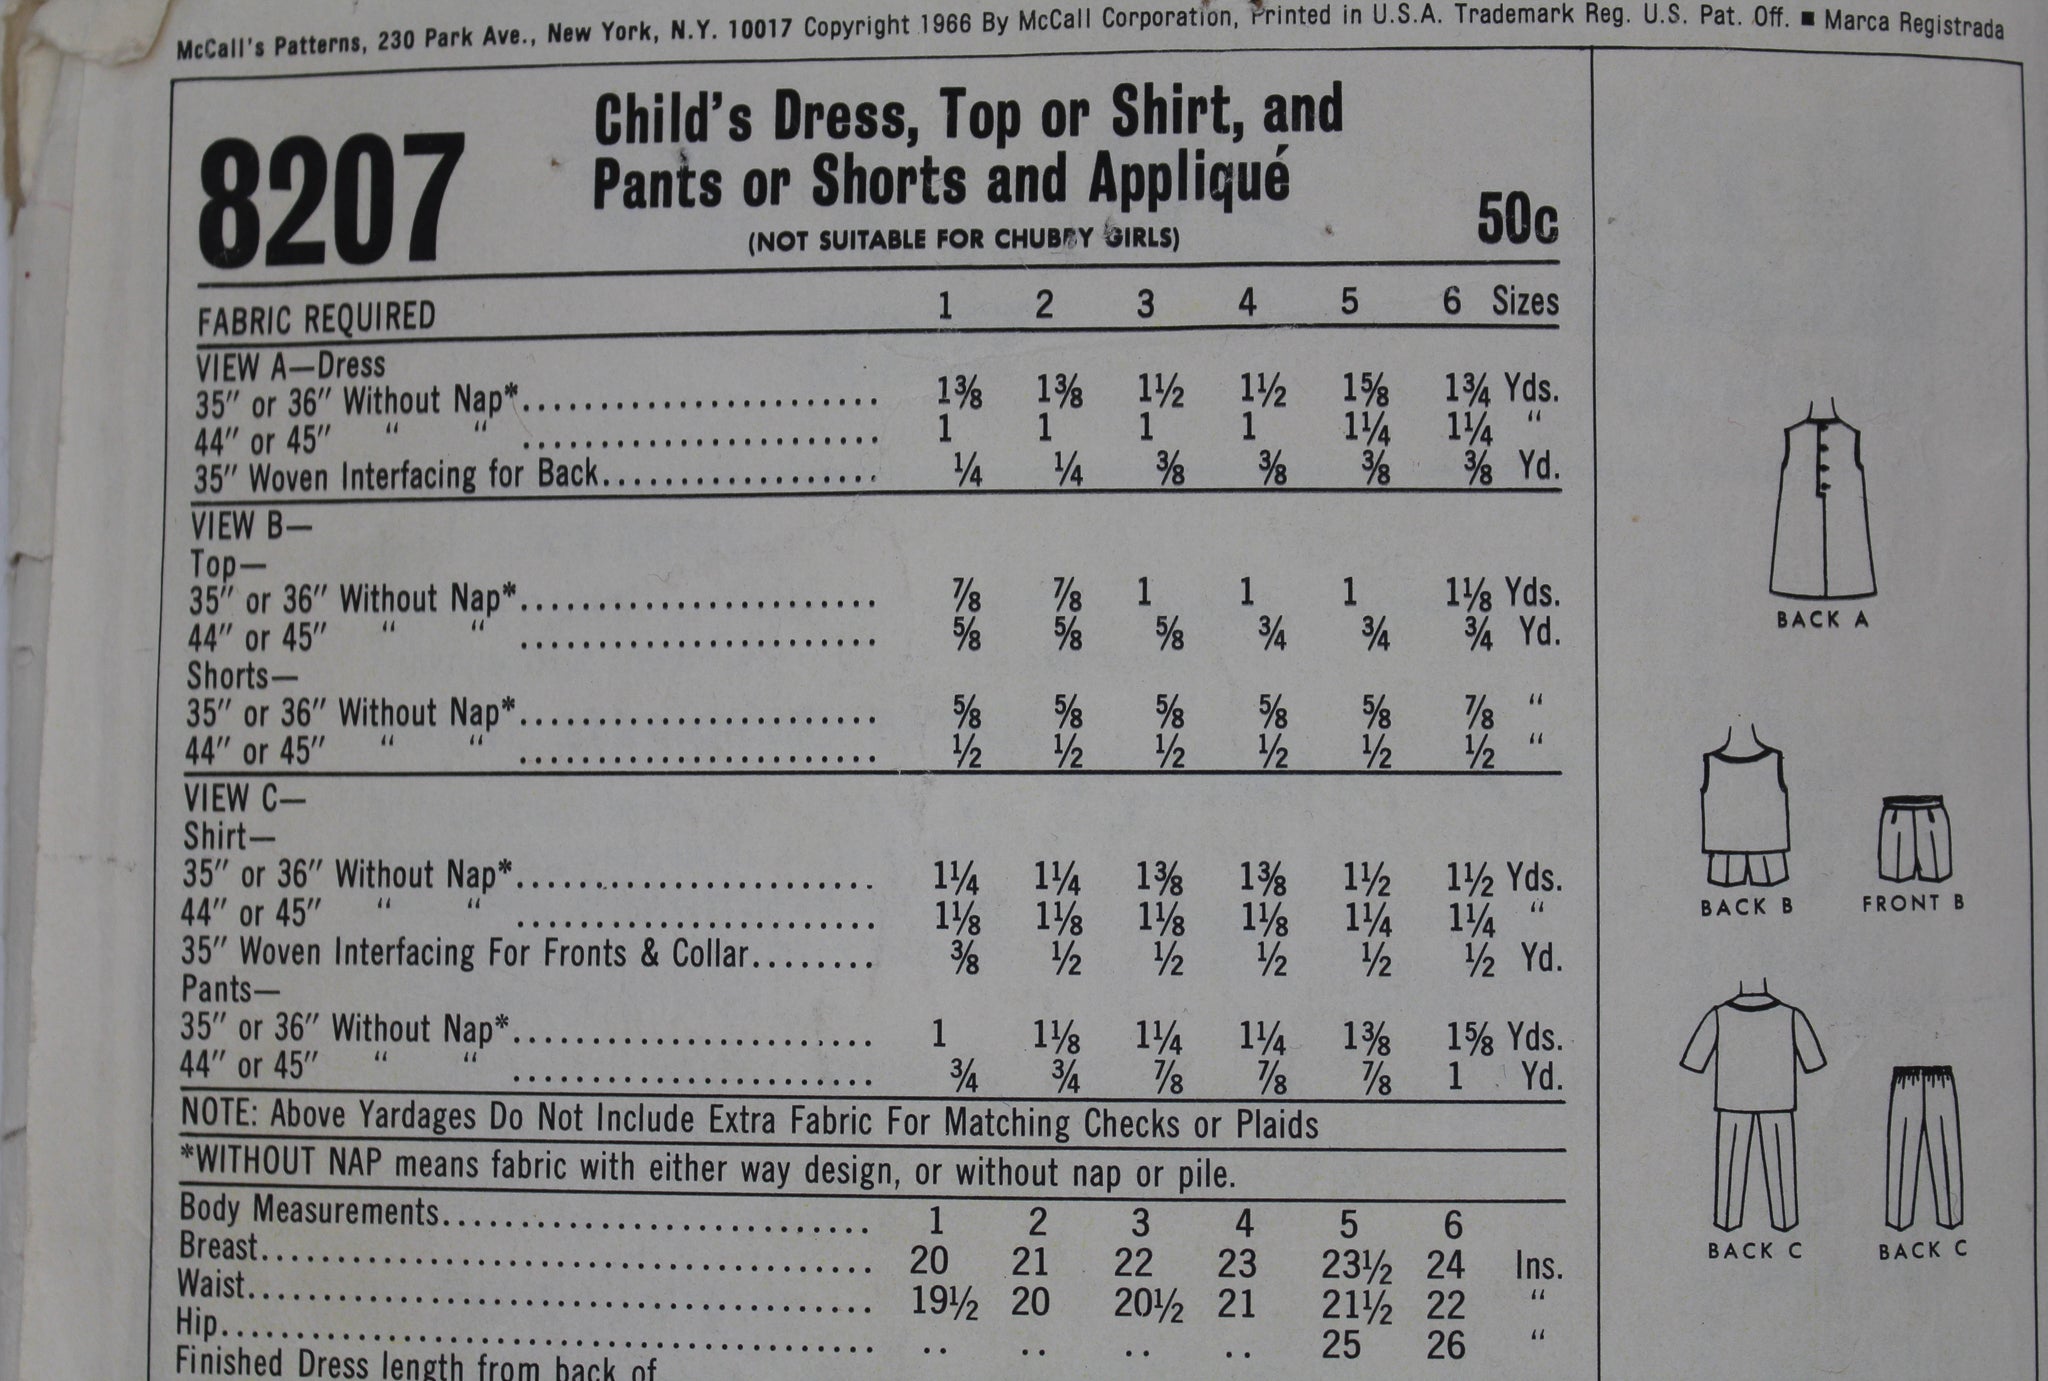 McCall's Patterns, 230 Park Ave., New York, N.Y. 10017 Copyright 1966 By McCall Corporation, Printed in U.S.A. Trademark Reg. U.S. Pat. Off. ■ Marca Registrada
8207
Child's Dress, Top or Shirt, and
Pants or Shorts and Appliqué
(NOT SUITABLE FOR CHUBBY GIRLS)
50c
FABRIC REQUIRED 1 2 3 4 5 6 Sizes
VIEW A—Dress
35″ or 36″ Without Nap*........................ 1⅜ 1⅜ 1½ 1½ 1⅝ 1¾ Yds.
44″ or 45″ “ “ ........................ 1 1 1 1 1¼ 1¼ “
35″ Woven Interfacing for Back.................. ¼ ¼ ⅜ ⅜ ⅜ ⅜ Yd.
VIEW B—
Top—
35″ or 36″ Without Nap*........................ ⅞ ⅞ 1 1 1 1⅛ Yds.
44″ or 45″ “ “ ........................ ⅝ ⅝ ⅝ ¾ ¾ ¾ Yd.
Shorts—
35″ or 36″ Without Nap*........................ ⅝ ⅝ ⅝ ⅝ ⅝ ⅞ “
44″ or 45″ “ “ ........................ ½ ½ ½ ½ ½ ½ “
VIEW C—
Shirt—
35″ or 36″ Without Nap*........................ 1¼ 1¼ 1⅜ 1⅜ 1½ 1½ Yds.
44″ or 45″ “ “ ........................ 1⅛ 1⅛ 1⅛ 1⅛ 1¼ 1¼ “
35″ Woven Interfacing For Fronts & Collar........ ⅜ ½ ½ ½ ½ ½ Yd.
Pants—
35″ or 36″ Without Nap*........................ 1 1⅛ 1¼ 1¼ 1⅜ 1⅝ Yds.
44″ or 45″ “ “ ........................ ¾ ¾ ⅞ ⅞ ⅞ 1 Yd.
NOTE: Above Yardages Do Not Include Extra Fabric For Matching Checks or Plaids
*WITHOUT NAP means fabric with either way design, or without nap or pile.
Body Measurements............................ 1 2 3 4 5 6
Breast........................................ 20 21 22 23 23½ 24 Ins.
Waist......................................... 19½ 20 20½ 21 21½ 22 “
Hip........................................... .. .. .. .. 25 26 “
Finished Dress length from back of
BACK A
BACK B
FRONT B
BACK C
BACK C